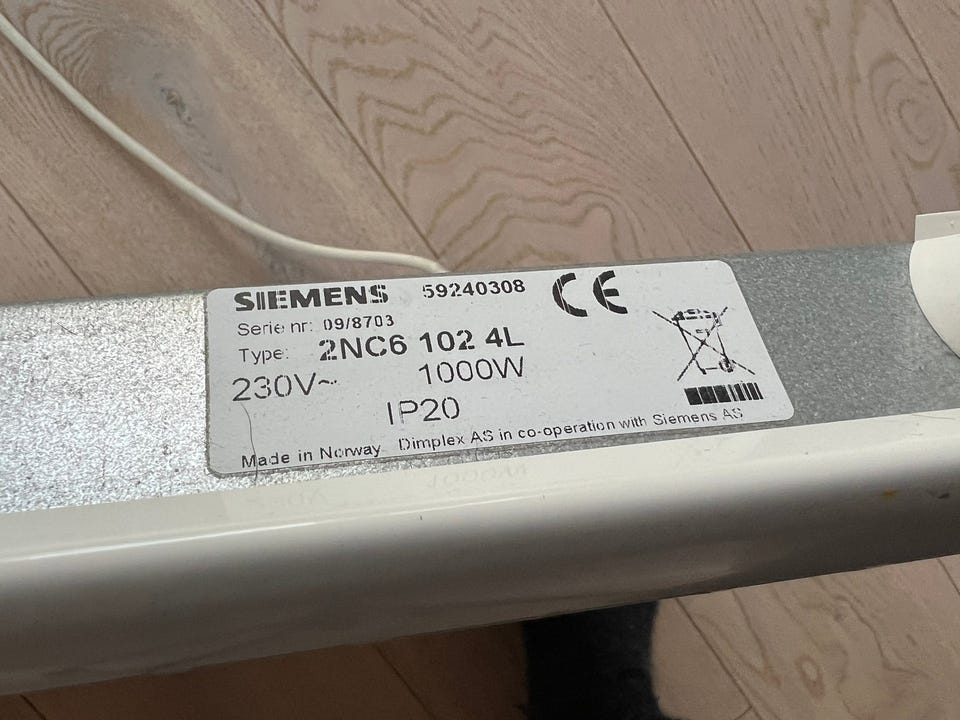 SIEMENS 59240308 CE
Serie nr: 09/8703
Type: 2NC6 102 4L
230V~ 1000W
IP20
Made in Norway Dimplex AS in co-operation with Siemens AS